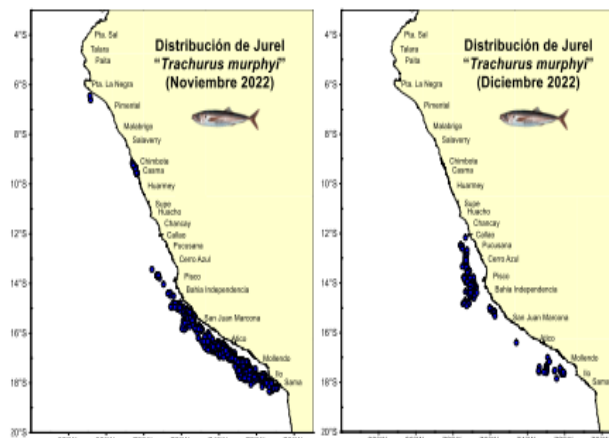 4°S
6°S
8°S
10°S
12°S
14°S
16°S
18°S
20°S
Distribución de Jurel
"Trachurus murphyi"
(Noviembre 2022)
Pta. Sal
Talara
Paita
Pta. La Negra
Pimentel
Malabrigo
Salaverry
Chimbote
Casma
Huarmey
Supe
Huacho
Chancay
Callao
Pucusana
Cerro Azul
Pisco
Bahía Independencia
San Juan Marcona
Atico
Mollendo
Ilo
Sama
4°S
6°S
8°S
10°S
12°S
14°S
16°S
18°S
20°S
Distribución de Jurel
"Trachurus murphyi"
(Diciembre 2022)
Pta. Sal
Talara
Paita
Pta. La Negra
Pimentel
Malabrigo
Salaverry
Chimbote
Casma
Huarmey
Supe
Huacho
Chancay
Callao
Pucusana
Cerro Azul
Pisco
Bahía Independencia
San Juan Marcona
Atico
Mollendo
Ilo
Sama